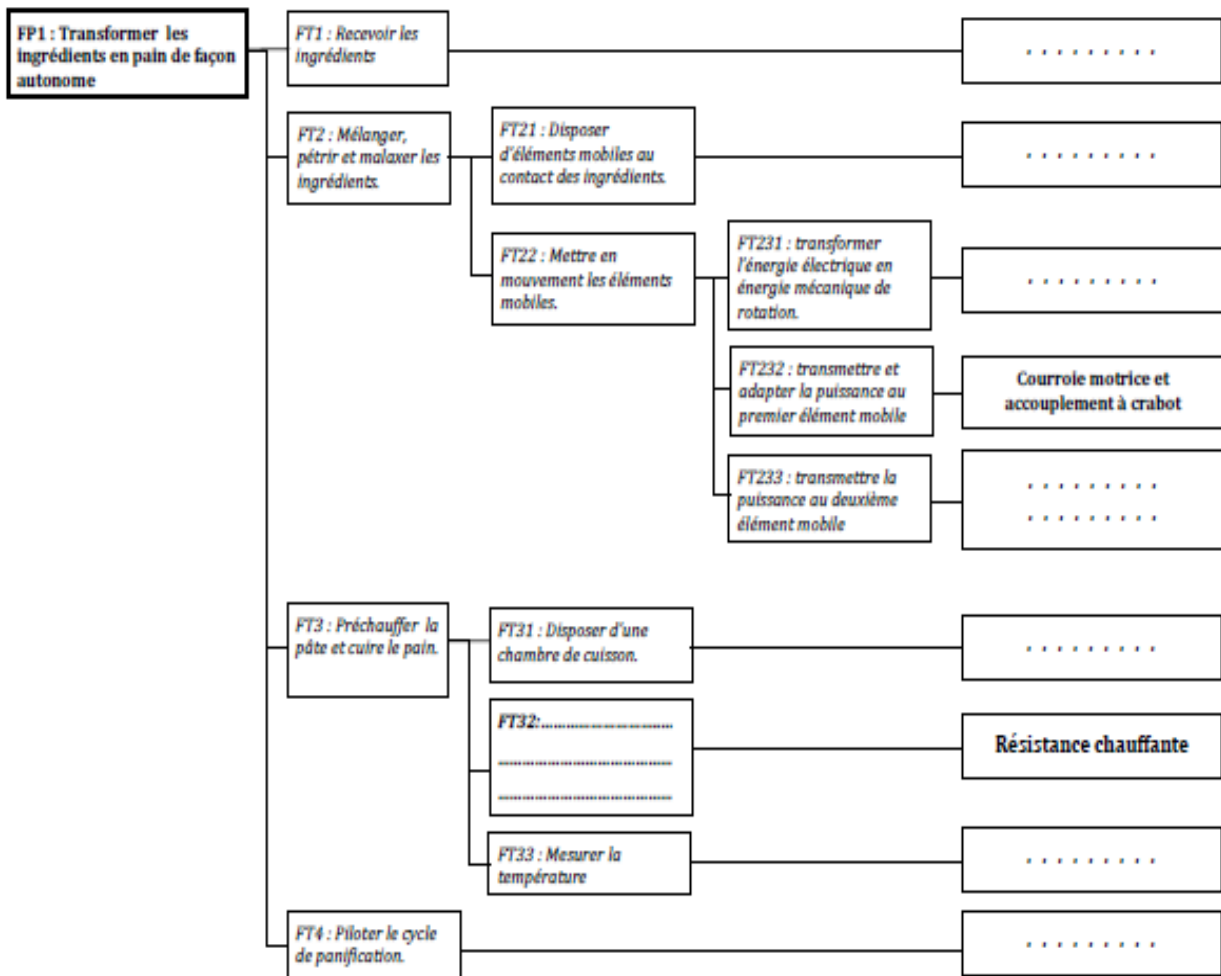 FP1 : Transformer les
ingrédients en pain de façon
autonome
FT1 : Recevoir les
ingrédients
. . . . . . . . .
FT2 : Mélanger,
pétrir et malaxer les
ingrédients.
FT21 : Disposer
d'éléments mobiles au
contact des ingrédients.
. . . . . . . . .
FT22 : Mettre en
mouvement les éléments
mobiles.
FT231 : transformer
l'énergie électrique en
énergie mécanique de
rotation.
. . . . . . . . .
FT232 : transmettre et
adapter la puissance au
premier élément mobile
Courroie motrice et
accouplement à crabot
FT233 : transmettre la
puissance au deuxième
élément mobile
. . . . . . . . .
. . . . . . . . .
FT3 : Préchauffer la
pâte et cuire le pain.
FT31 : Disposer d'une
chambre de cuisson.
. . . . . . . . .
FT32:................................
..........................................
..........................................
Résistance chauffante
FT33 : Mesurer la
température
. . . . . . . . .
FT4 : Piloter le cycle
de panification.
. . . . . . . . .